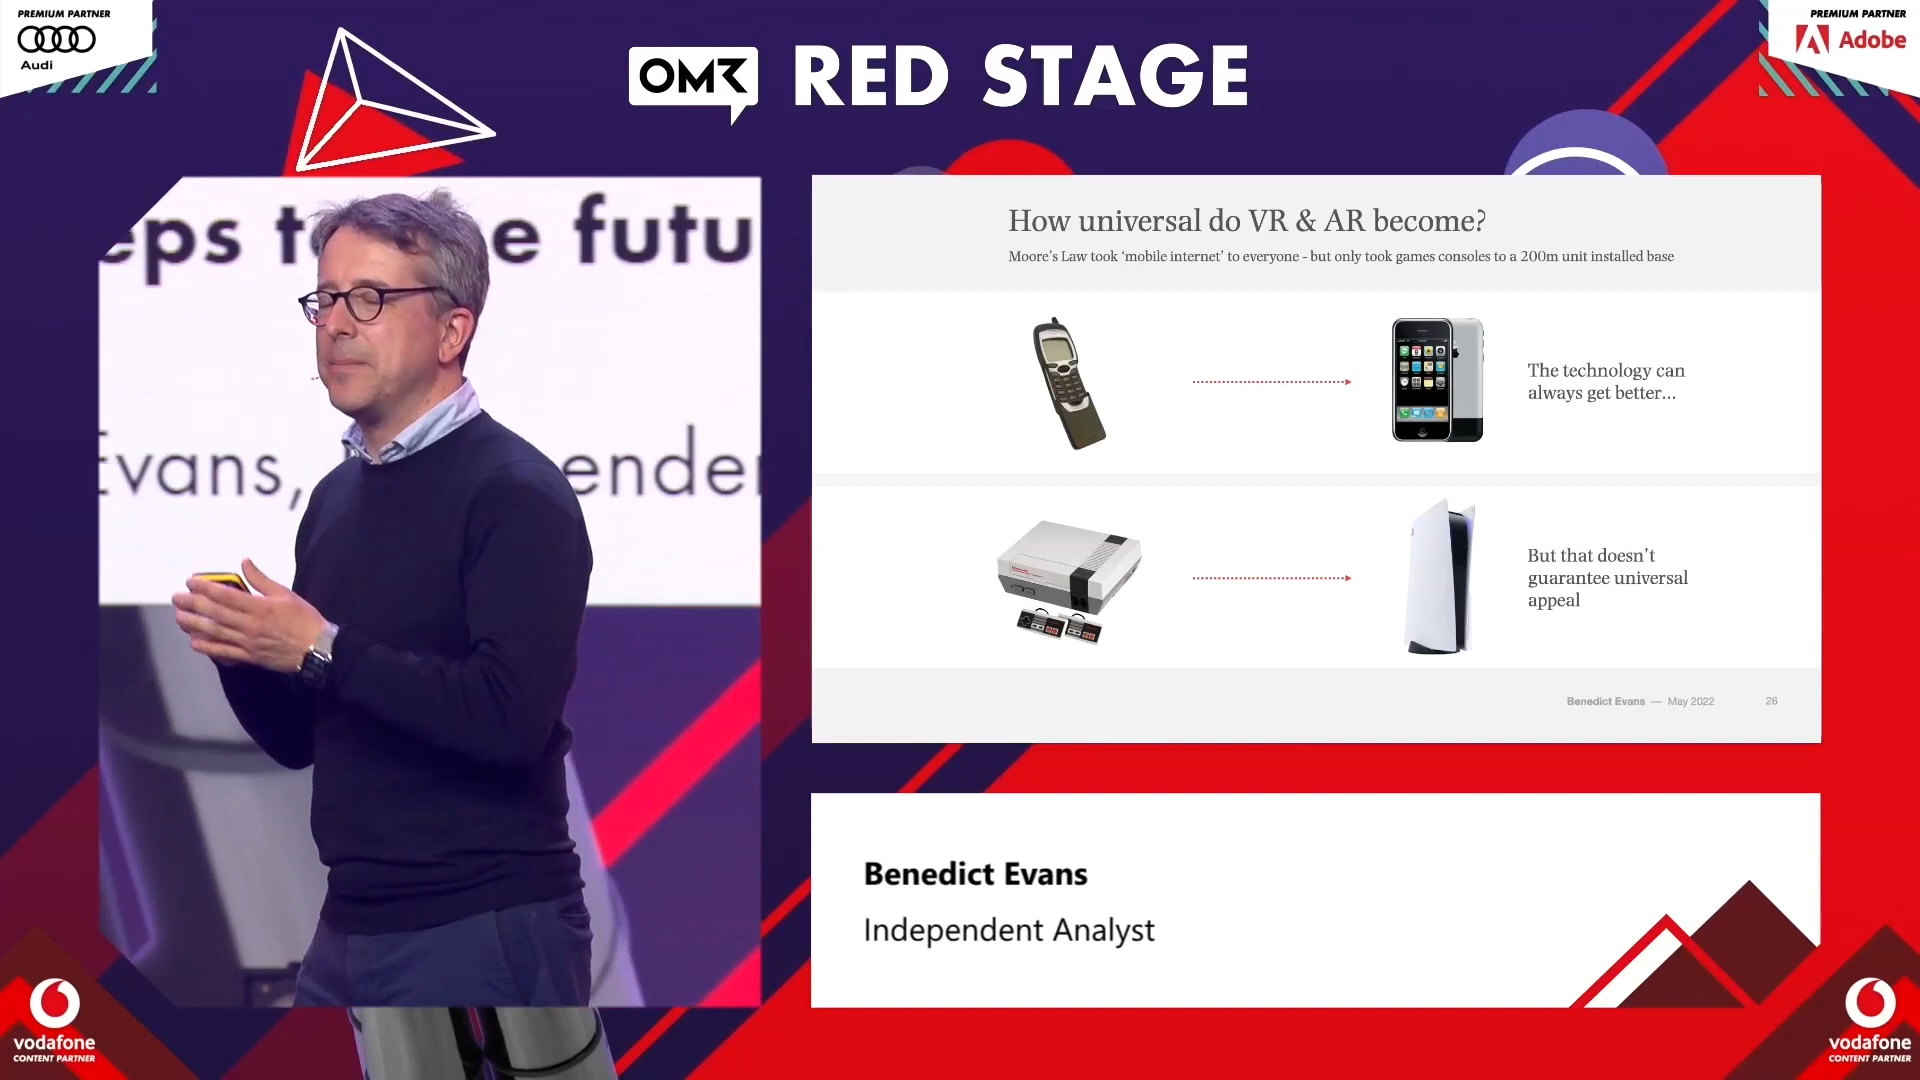 PREMIUM PARTNER
Audi
OMR RED STAGE
PREMIUM PARTNER
Adobe
eps t e futu
Evans, ender
How universal do VR & AR become?
Moore's Law took 'mobile internet' to everyone - but only took games consoles to a 200m unit installed base
The technology can
always get better...
But that doesn't
guarantee universal
appeal
Benedict Evans — May 2022 26
Benedict Evans
Independent Analyst
vodafone
CONTENT PARTNER
vodafone
CONTENT PARTNER